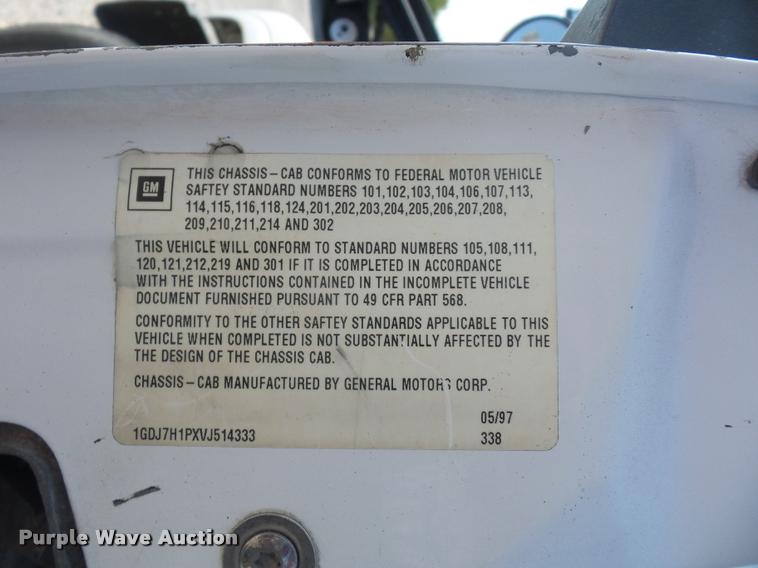 GM
THIS CHASSIS-CAB CONFORMS TO FEDERAL MOTOR VEHICLE
SAFTEY STANDARD NUMBERS 101,102,103,104,106,107,113,
114,115,116,118,124,201,202,203,204,205,206,207,208,
209,210,211,214 AND 302
THIS VEHICLE WILL CONFORM TO STANDARD NUMBERS 105,108,111,
120,121,212,219 AND 301 IF IT IS COMPLETED IN ACCORDANCE
WITH THE INSTRUCTIONS CONTAINED IN THE INCOMPLETE VEHICLE
DOCUMENT FURNISHED PURSUANT TO 49 CFR PART 568.
CONFORMITY TO THE OTHER SAFTEY STANDARDS APPLICABLE TO THIS
VEHICLE WHEN COMPLETED IS NOT SUBSTANTIALLY AFFECTED BY THE
THE DESIGN OF THE CHASSIS CAB.
CHASSIS-CAB MANUFACTURED BY GENERAL MOTORS CORP.
05/97
1GDJ7H1PXVJ514333 338
Purple Wave Auction®